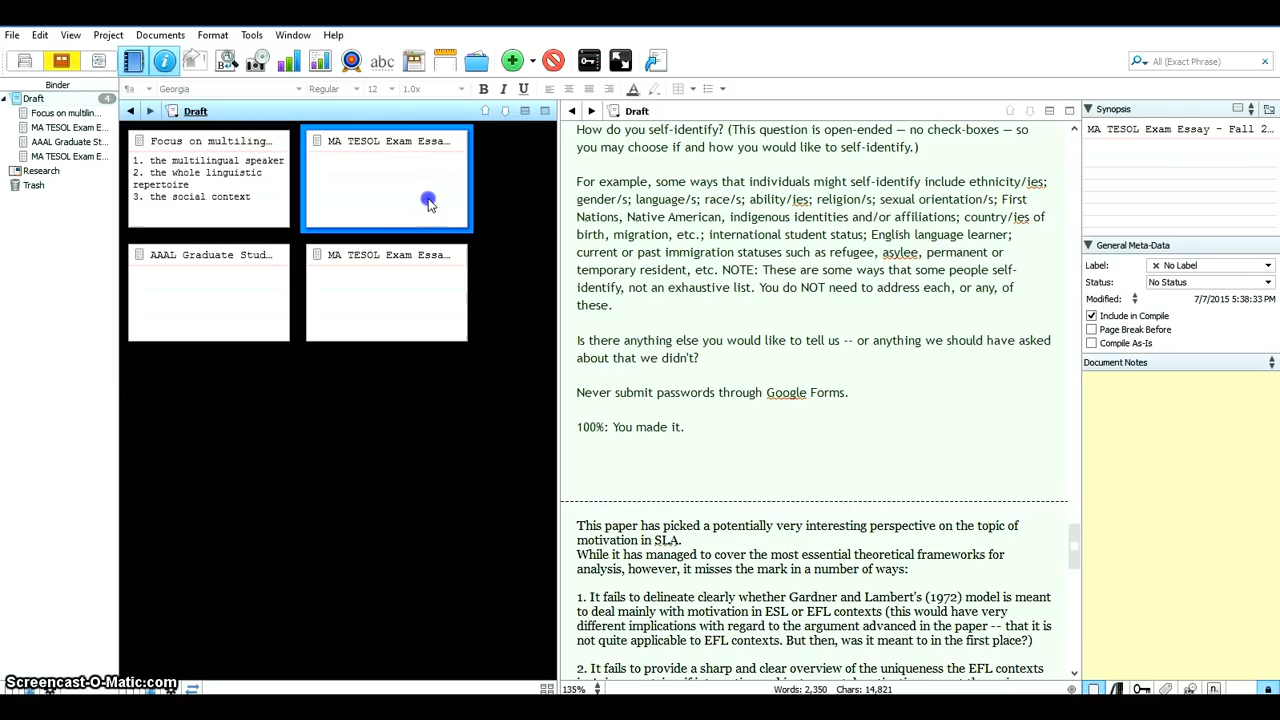 File Edit View Project Documents Format Tools Window Help
All (Exact Phrase)
Binder
Georgia Regular 12 1.0x B I U A
Draft 4
Focus on multilin...
MA TESOL Exam E...
AAAL Graduate St...
MA TESOL Exam E...
Research
Trash
Draft
Focus on multiling...
1. the multilingual speaker
2. the whole linguistic
repertoire
3. the social context
MA TESOL Exam Essa...
AAAL Graduate Stud...
MA TESOL Exam Essa...
Draft
How do you self-identify? (This question is open-ended — no check-boxes — so
you may choose if and how you would like to self-identify.)
For example, some ways that individuals might self-identify include ethnicity/ies;
gender/s; language/s; race/s; ability/ies; religion/s; sexual orientation/s; First
Nations, Native American, indigenous identities and/or affiliations; country/ies of
birth, migration, etc.; international student status; English language learner;
current or past immigration statuses such as refugee, asylee, permanent or
temporary resident, etc. NOTE: These are some ways that some people self-
identify, not an exhaustive list. You do NOT need to address each, or any, of
these.
Is there anything else you would like to tell us -- or anything we should have asked
about that we didn't?
Never submit passwords through Google Forms.
100%: You made it.
This paper has picked a potentially very interesting perspective on the topic of
motivation in SLA.
While it has managed to cover the most essential theoretical frameworks for
analysis, however, it misses the mark in a number of ways:
1. It fails to delineate clearly whether Gardner and Lambert's (1972) model is meant
to deal mainly with motivation in ESL or EFL contexts (this would have very
different implications with regard to the argument advanced in the paper -- that it is
not quite applicable to EFL contexts. But then, was it meant to in the first place?)
2. It fails to provide a sharp and clear overview of the uniqueness the EFL contexts
135% Words: 2,350 Chars: 14,821
Synopsis
MA TESOL Exam Essay - Fall 2...
General Meta-Data
Label: No Label
Status: No Status
Modified: 7/7/2015 5:38:33 PM
Include in Compile
Page Break Before
Compile As-Is
Document Notes
Screencast-O-Matic.com